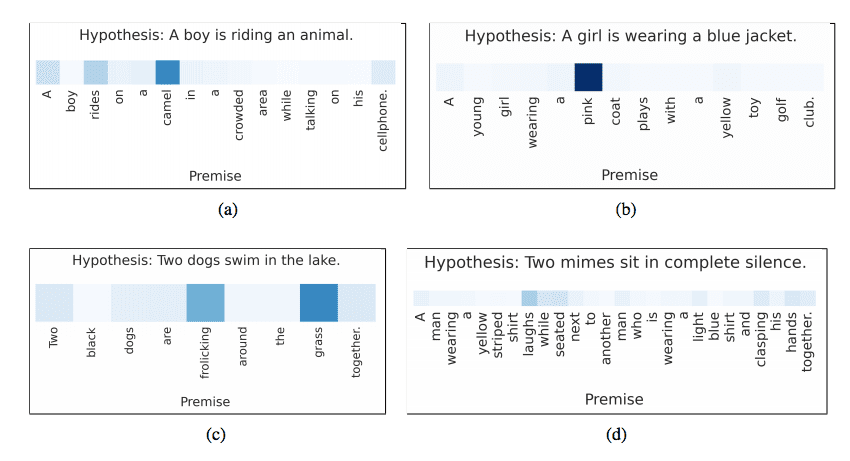 Hypothesis: A boy is riding an animal.
A boy rides on a camel in a crowded area while talking on his cellphone.
Premise
(a)
Hypothesis: A girl is wearing a blue jacket.
A young girl wearing a pink coat plays with a yellow toy golf club.
Premise
(b)
Hypothesis: Two dogs swim in the lake.
Two black dogs are frolicking around the grass together.
Premise
(c)
Hypothesis: Two mimes sit in complete silence.
A man wearing a yellow striped shirt laughs while seated next to another man who is wearing a light blue shirt and clasping his hands together.
Premise
(d)